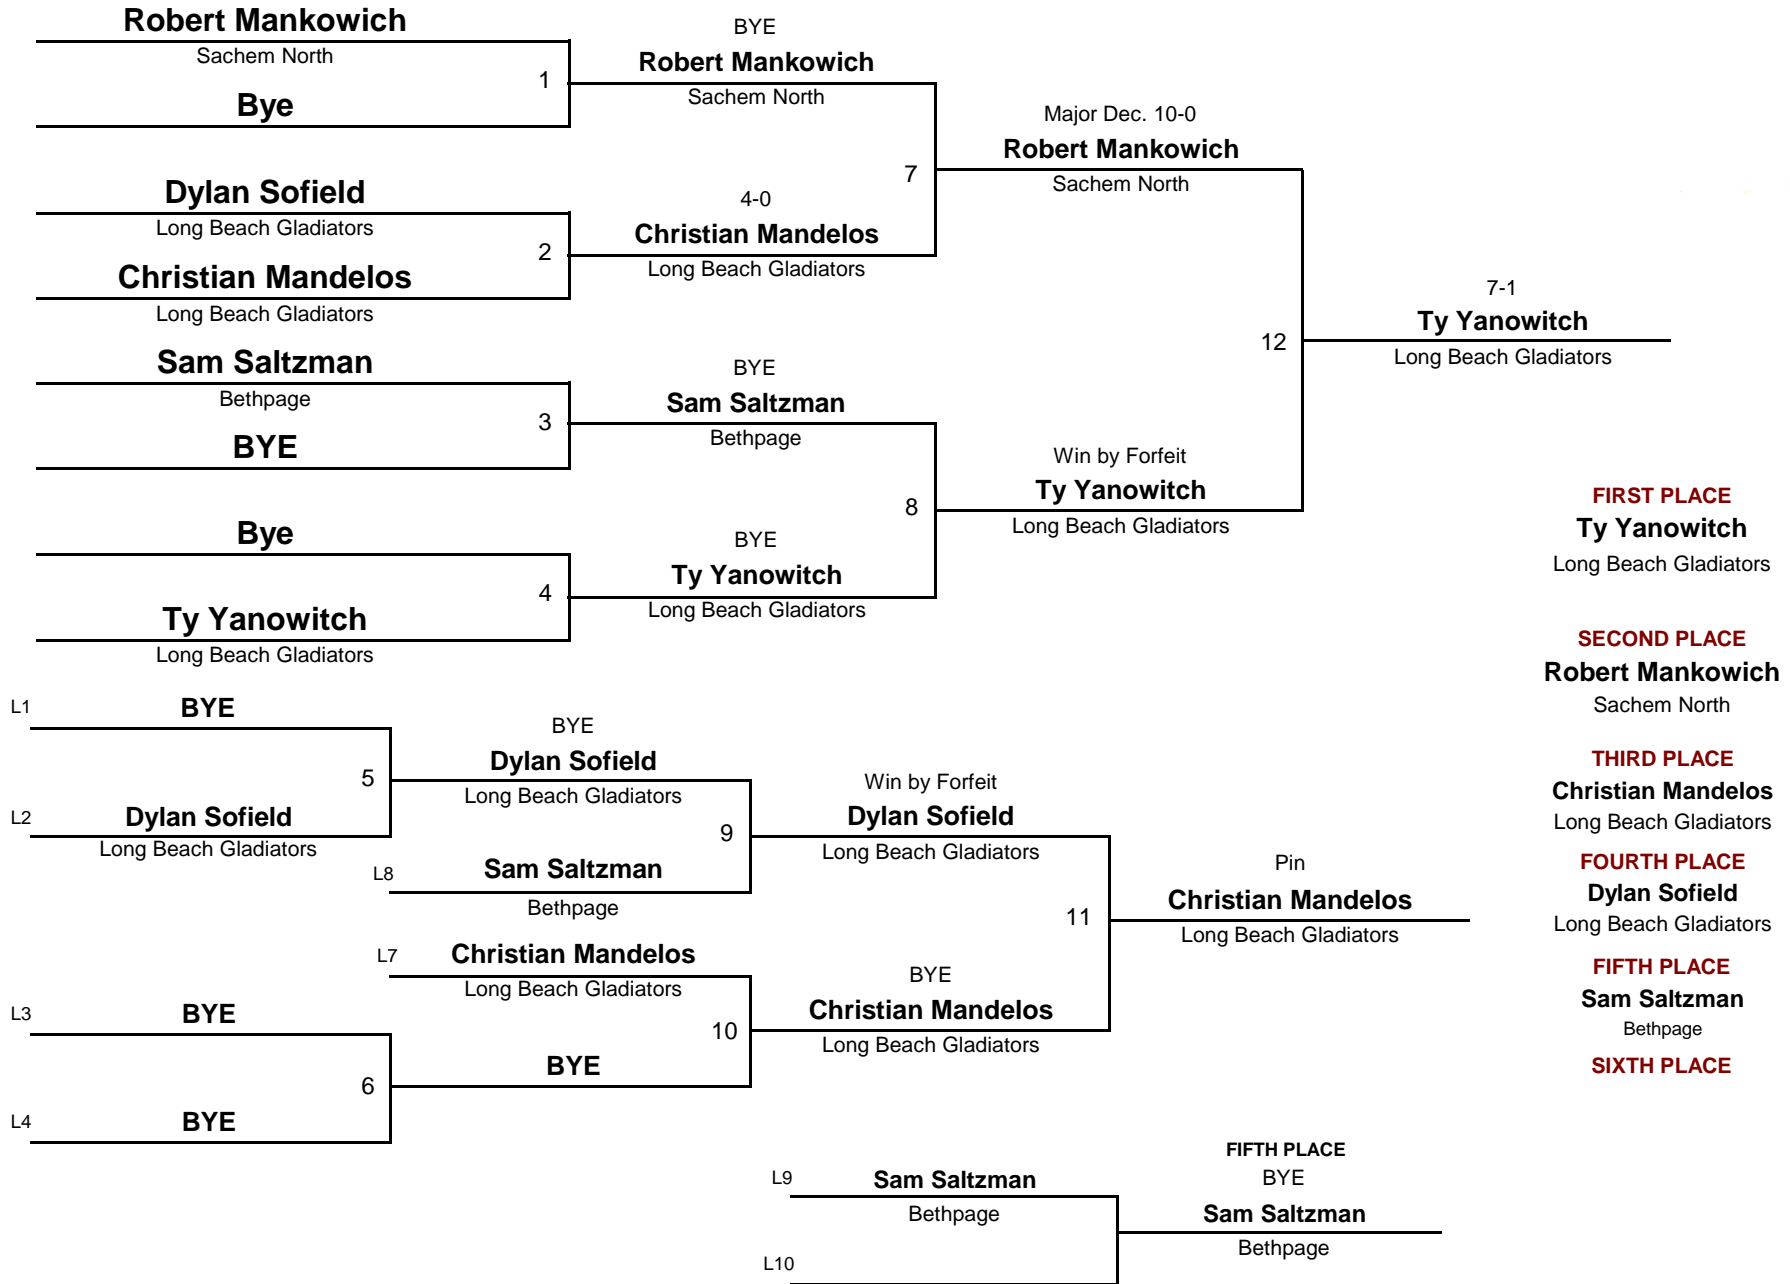 Robert Mankowich
Sachem North
1
Bye
BYE
Robert Mankowich
Sachem North
Dylan Sofield
Long Beach Gladiators
2
Christian Mandelos
Long Beach Gladiators
4-0
Christian Mandelos
Long Beach Gladiators
7
Major Dec. 10-0
Robert Mankowich
Sachem North
Sam Saltzman
Bethpage
3
BYE
BYE
Sam Saltzman
Bethpage
Bye
4
Ty Yanowitch
Long Beach Gladiators
BYE
Ty Yanowitch
Long Beach Gladiators
8
Win by Forfeit
Ty Yanowitch
Long Beach Gladiators
12
7-1
Ty Yanowitch
Long Beach Gladiators
FIRST PLACE
Ty Yanowitch
Long Beach Gladiators
SECOND PLACE
Robert Mankowich
Sachem North
THIRD PLACE
Christian Mandelos
Long Beach Gladiators
FOURTH PLACE
Dylan Sofield
Long Beach Gladiators
FIFTH PLACE
Sam Saltzman
Bethpage
SIXTH PLACE
L1
BYE
5
L2
Dylan Sofield
Long Beach Gladiators
BYE
Dylan Sofield
Long Beach Gladiators
9
L8
Sam Saltzman
Bethpage
Win by Forfeit
Dylan Sofield
Long Beach Gladiators
L7
Christian Mandelos
Long Beach Gladiators
10
L3
BYE
6
L4
BYE
BYE
BYE
Christian Mandelos
Long Beach Gladiators
11
Pin
Christian Mandelos
Long Beach Gladiators
L9
Sam Saltzman
Bethpage
L10
FIFTH PLACE
BYE
Sam Saltzman
Bethpage